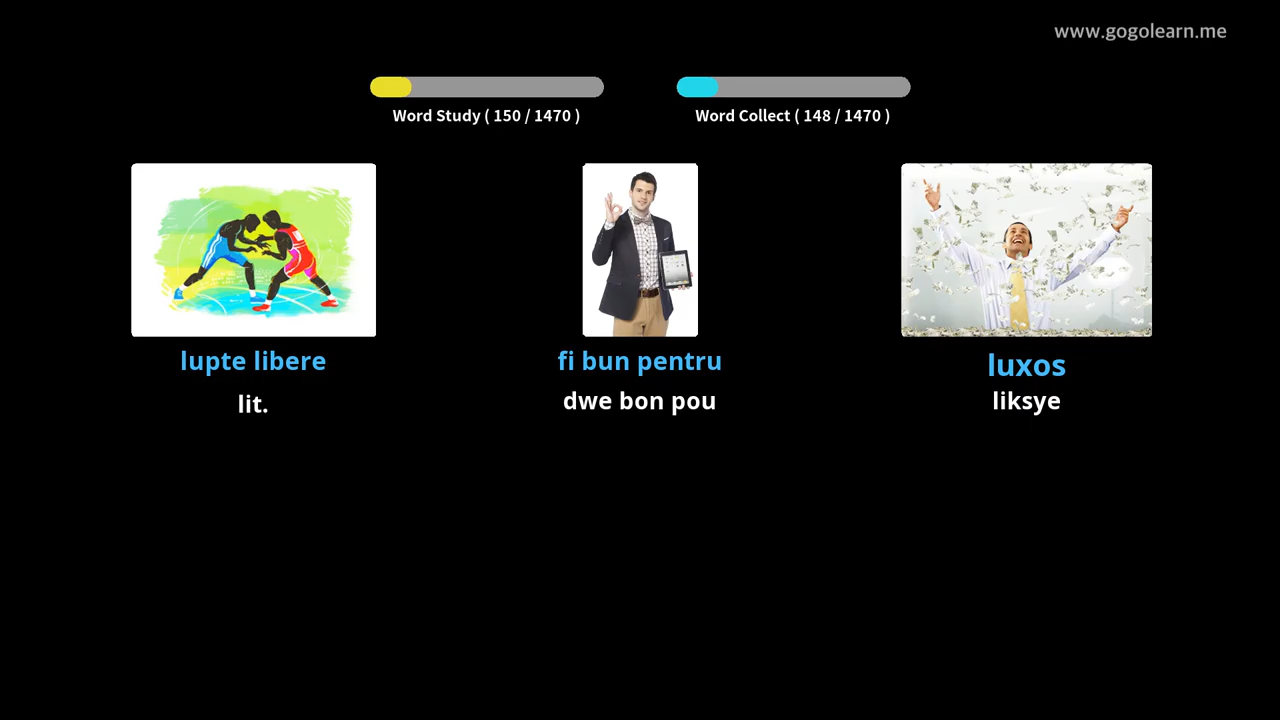 www.gogolearn.me
Word Study ( 150 / 1470 )
Word Collect ( 148 / 1470 )
lupte libere
lit.
fi bun pentru
dwe bon pou
luxos
liksye